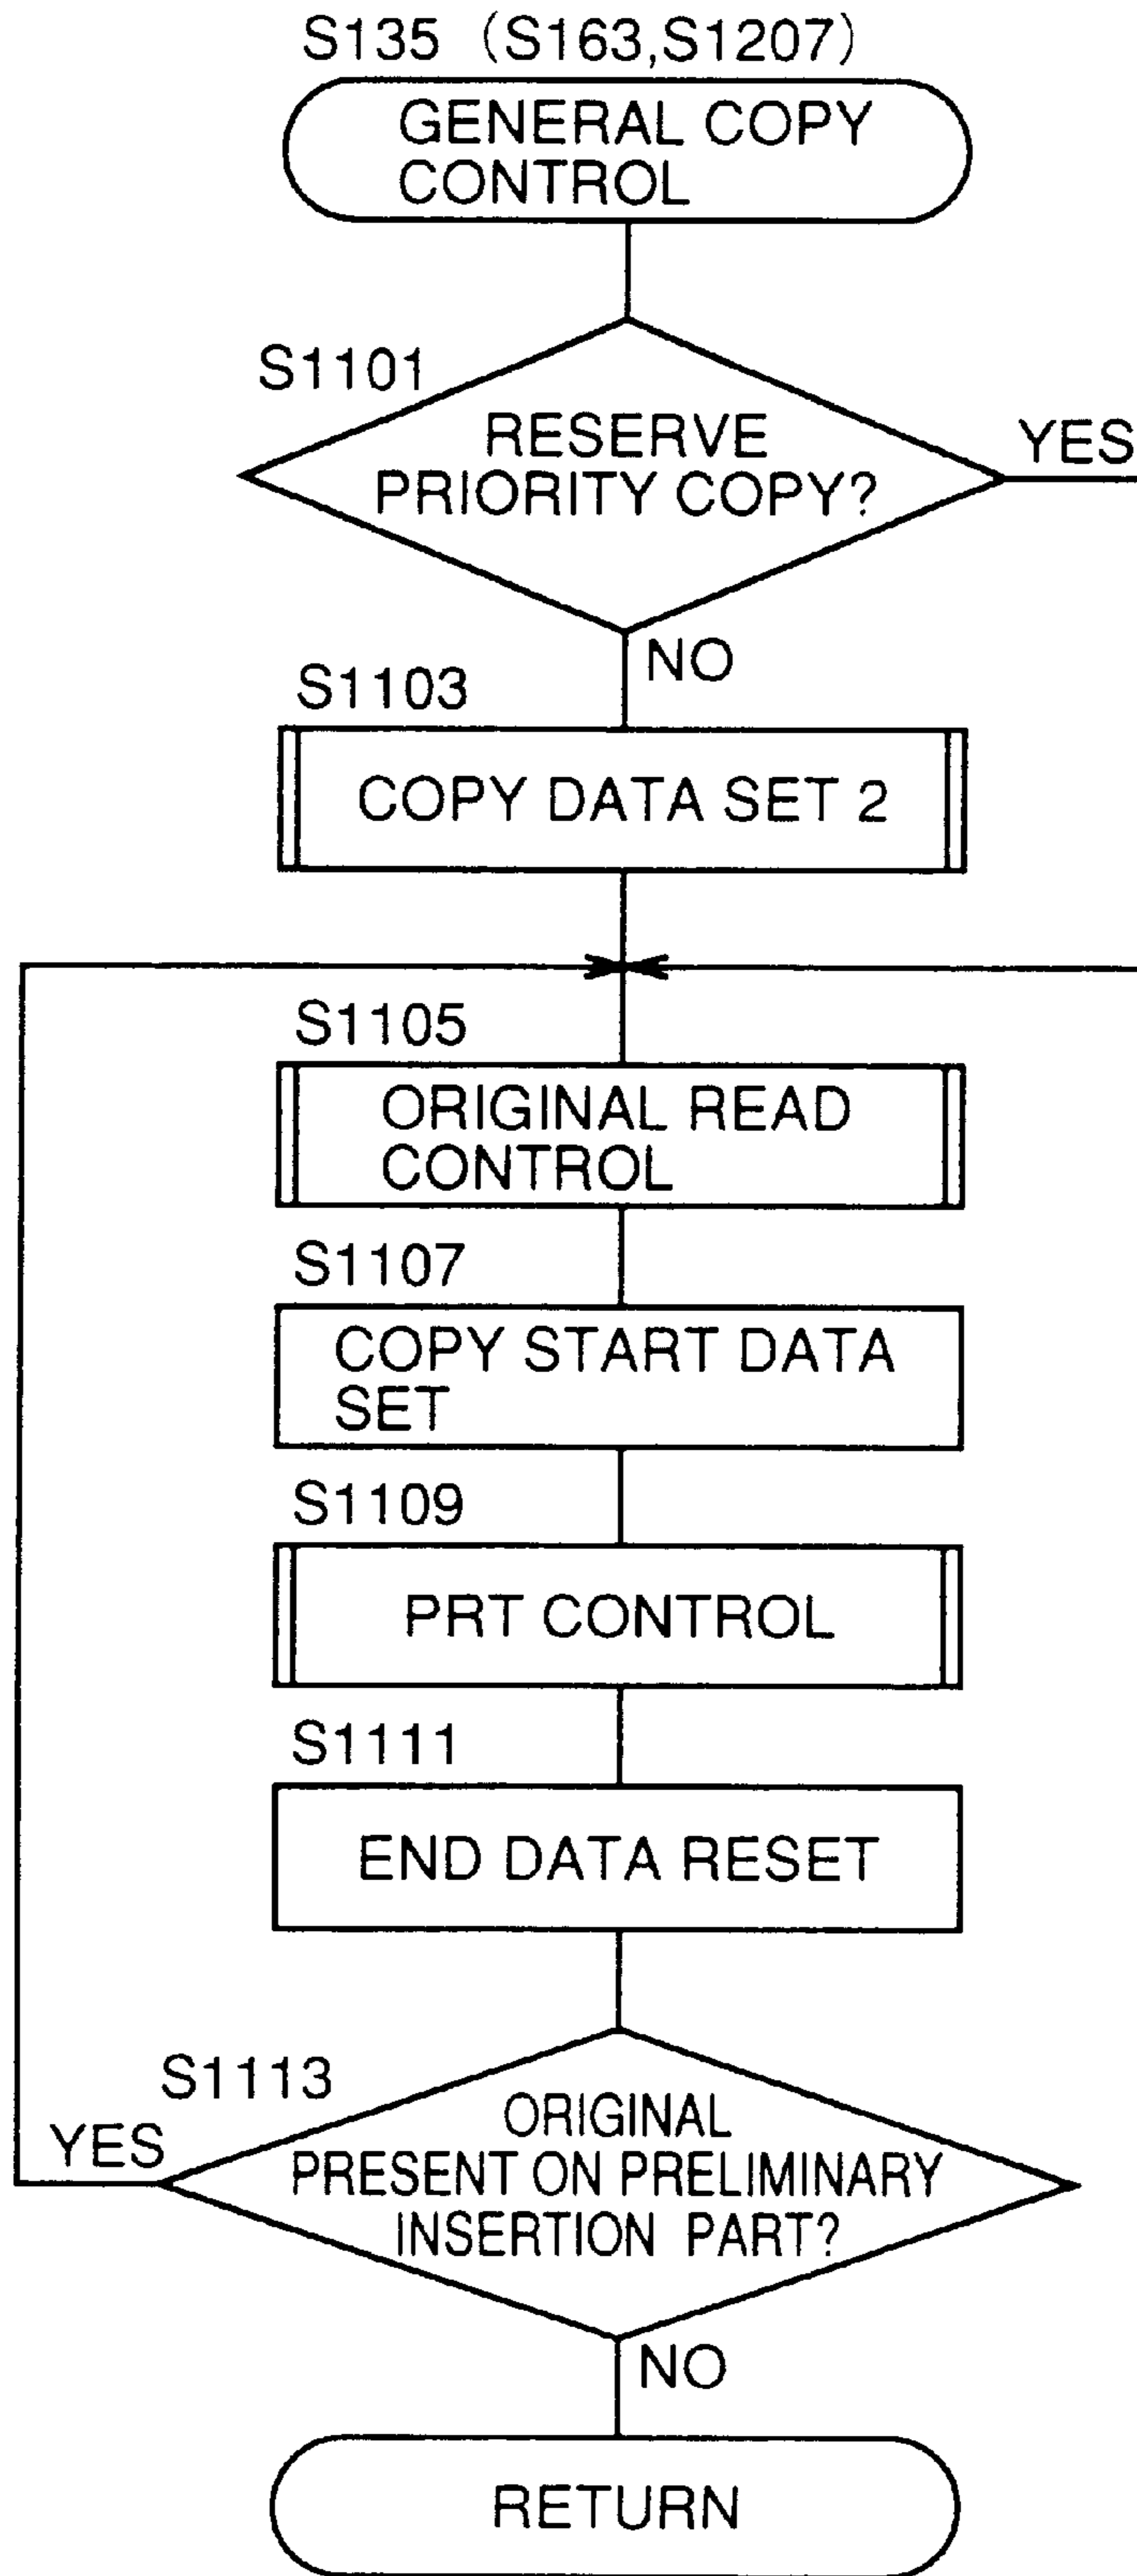 S135 (S163,S1207)
GENERAL COPY
CONTROL
S1101
RESERVE
PRIORITY COPY?
YES
NO
S1103
COPY DATA SET 2
S1105
ORIGINAL READ
CONTROL
S1107
COPY START DATA
SET
S1109
PRT CONTROL
S1111
END DATA RESET
S1113
YES
ORIGINAL
PRESENT ON PRELIMINARY
INSERTION PART?
NO
RETURN